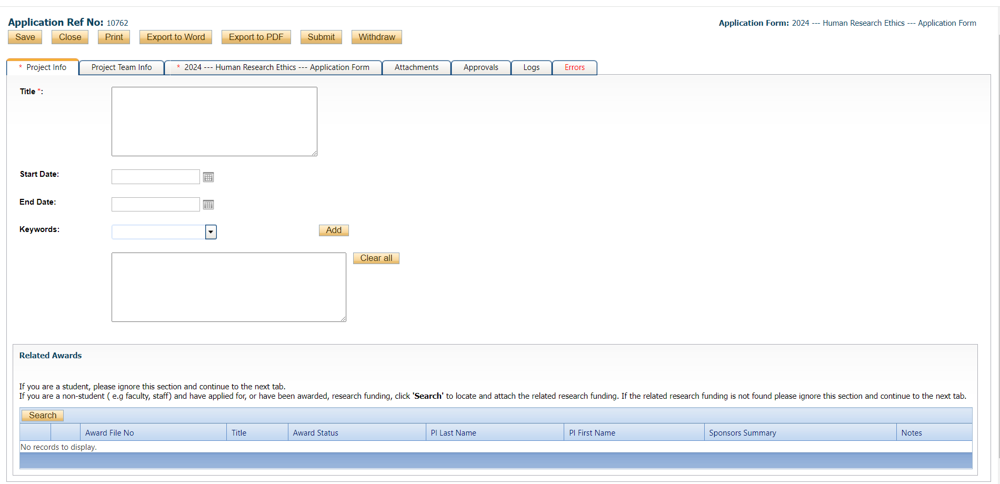 Application Ref No: 10762
Application Form: 2024 --- Human Research Ethics --- Application Form
Save Close Print Export to Word Export to PDF Submit Withdraw
* Project Info Project Team Info * 2024 --- Human Research Ethics --- Application Form Attachments Approvals Logs Errors
Title *:
Start Date:
End Date:
Keywords:
Add
Clear all
Related Awards
If you are a student, please ignore this section and continue to the next tab.
If you are a non-student ( e.g faculty, staff) and have applied for, or have been awarded, research funding, click 'Search' to locate and attach the related research funding. If the related research funding is not found please ignore this section and continue to the next tab.
Search
Award File No Title Award Status PI Last Name PI First Name Sponsors Summary Notes
No records to display.